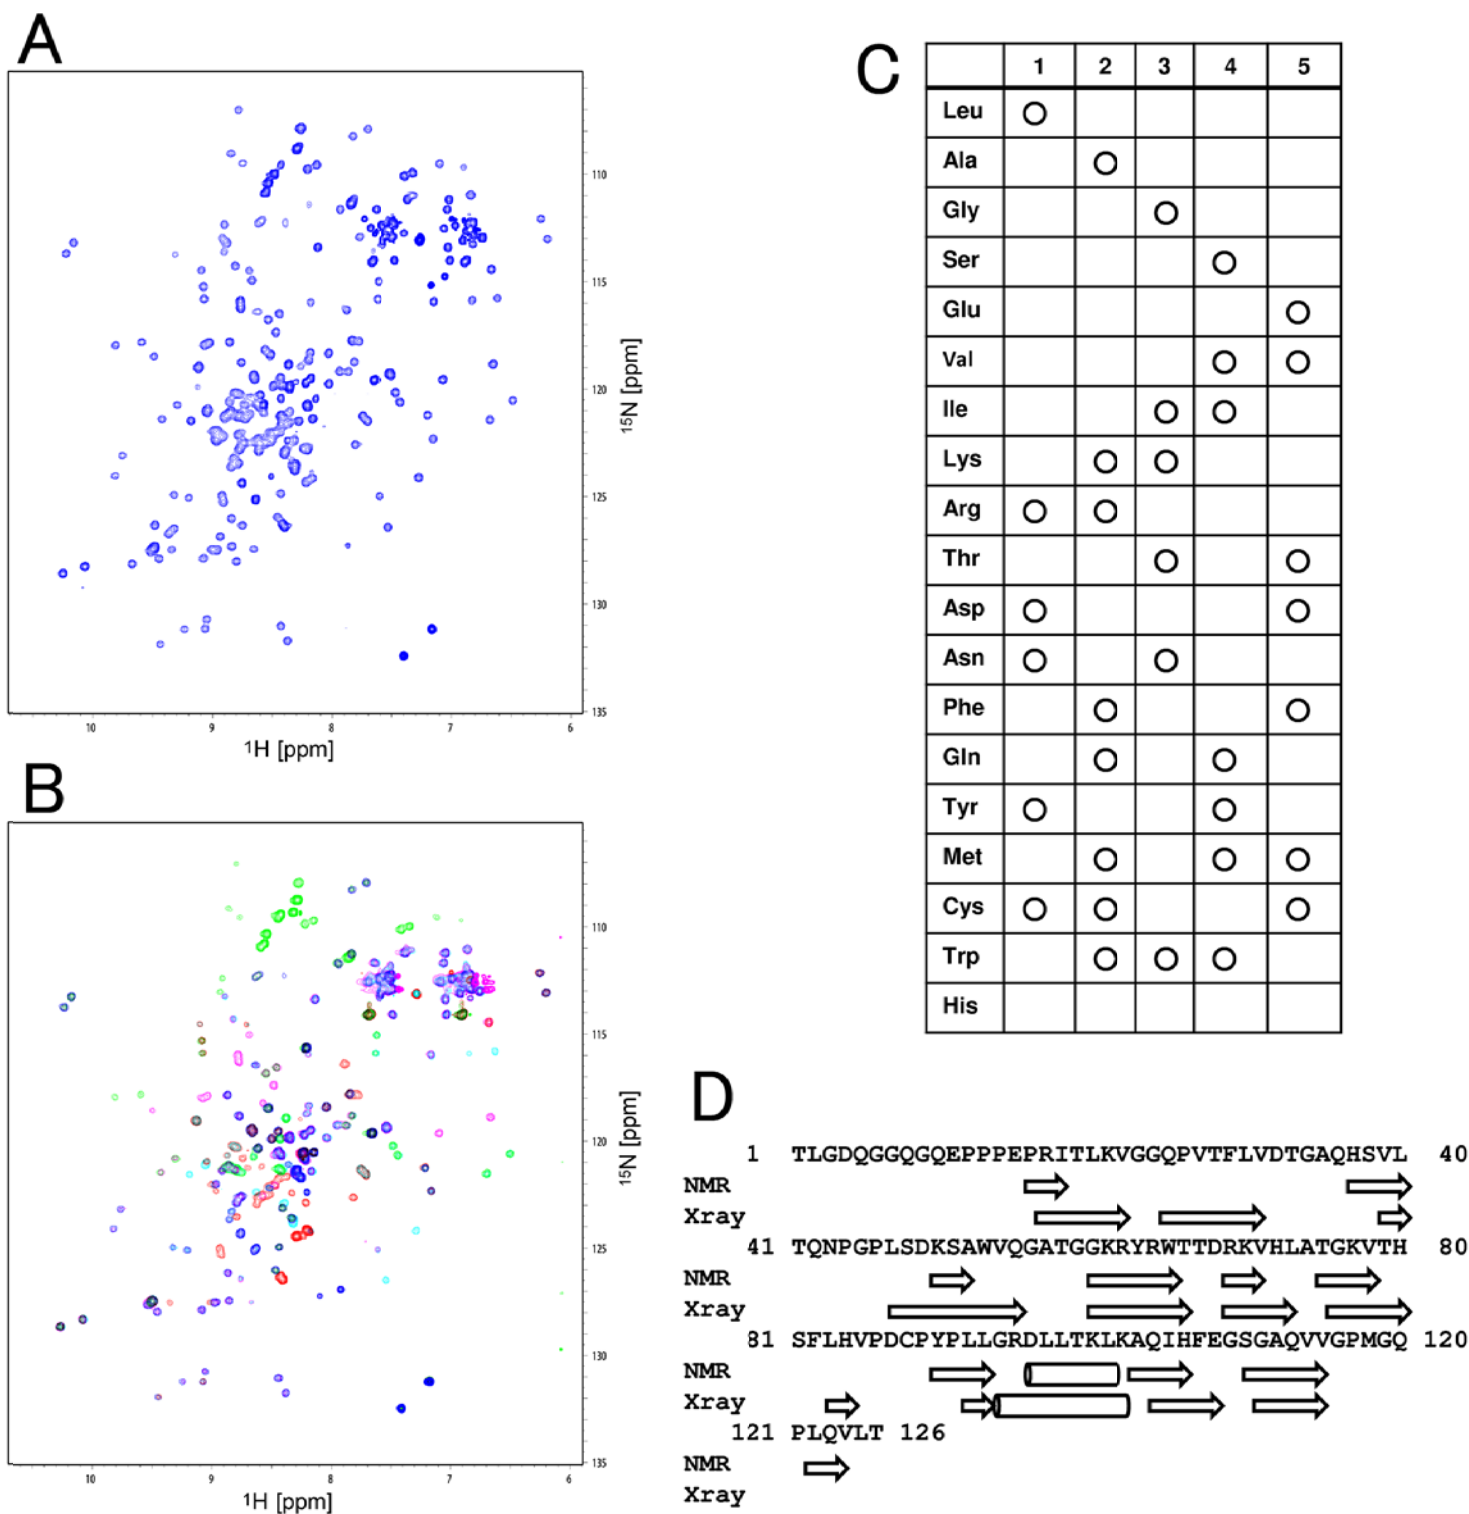 A
110
115
120
125
130
135
15N [ppm]
10 9 8 7 6
1H [ppm]
B
110
115
120
125
130
135
15N [ppm]
10 9 8 7 6
1H [ppm]
C
1 2 3 4 5
Leu
Ala
Gly
Ser
Glu
Val
Ile
Lys
Arg
Thr
Asp
Asn
Phe
Gln
Tyr
Met
Cys
Trp
His
D
1 TLGDQGGQGQEPPPEPRITLKVGGQPVTFLVDTGAQHSVL 40
NMR
Xray
41 TQNPGPLSDKSAWVQGATGGKRYRWTTDRKVHLATGKVTH 80
NMR
Xray
81 SFLHVPDCPYPLLGRDLLTKLKAQIHFEGSGAQVVGPMGQ 120
NMR
Xray
121 PLQVLT 126
NMR
Xray